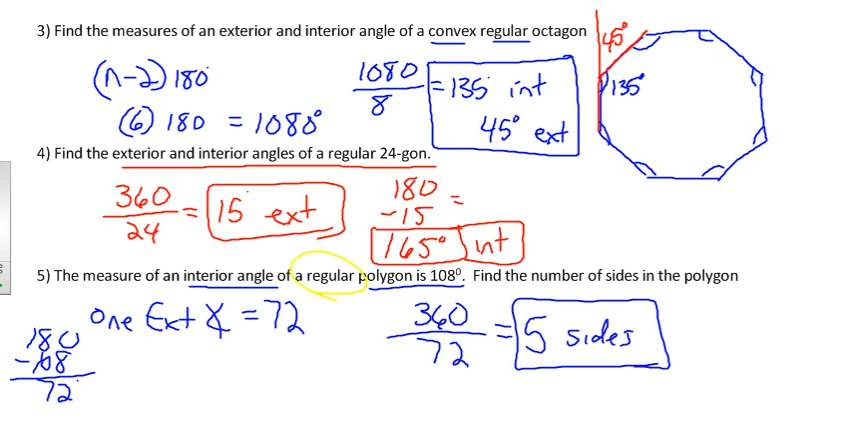 3) Find the measures of an exterior and interior angle of a convex regular octagon
45°
(n-2)180
1080/8 = 135 int
135°
(6) 180 = 1080°
45° ext
4) Find the exterior and interior angles of a regular 24-gon.
360/24 = 15 ext
180 =
-15
165° int
5) The measure of an interior angle of a regular polygon is 108⁰. Find the number of sides in the polygon
one Ext ∠ = 72
360/72 = 5 sides
180
-108
72